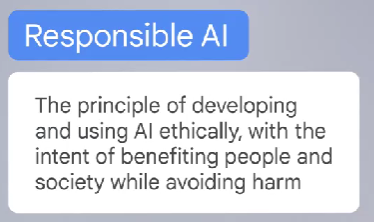 Responsible AI
The principle of developing
and using AI ethically, with the
intent of benefiting people and
society while avoiding harm